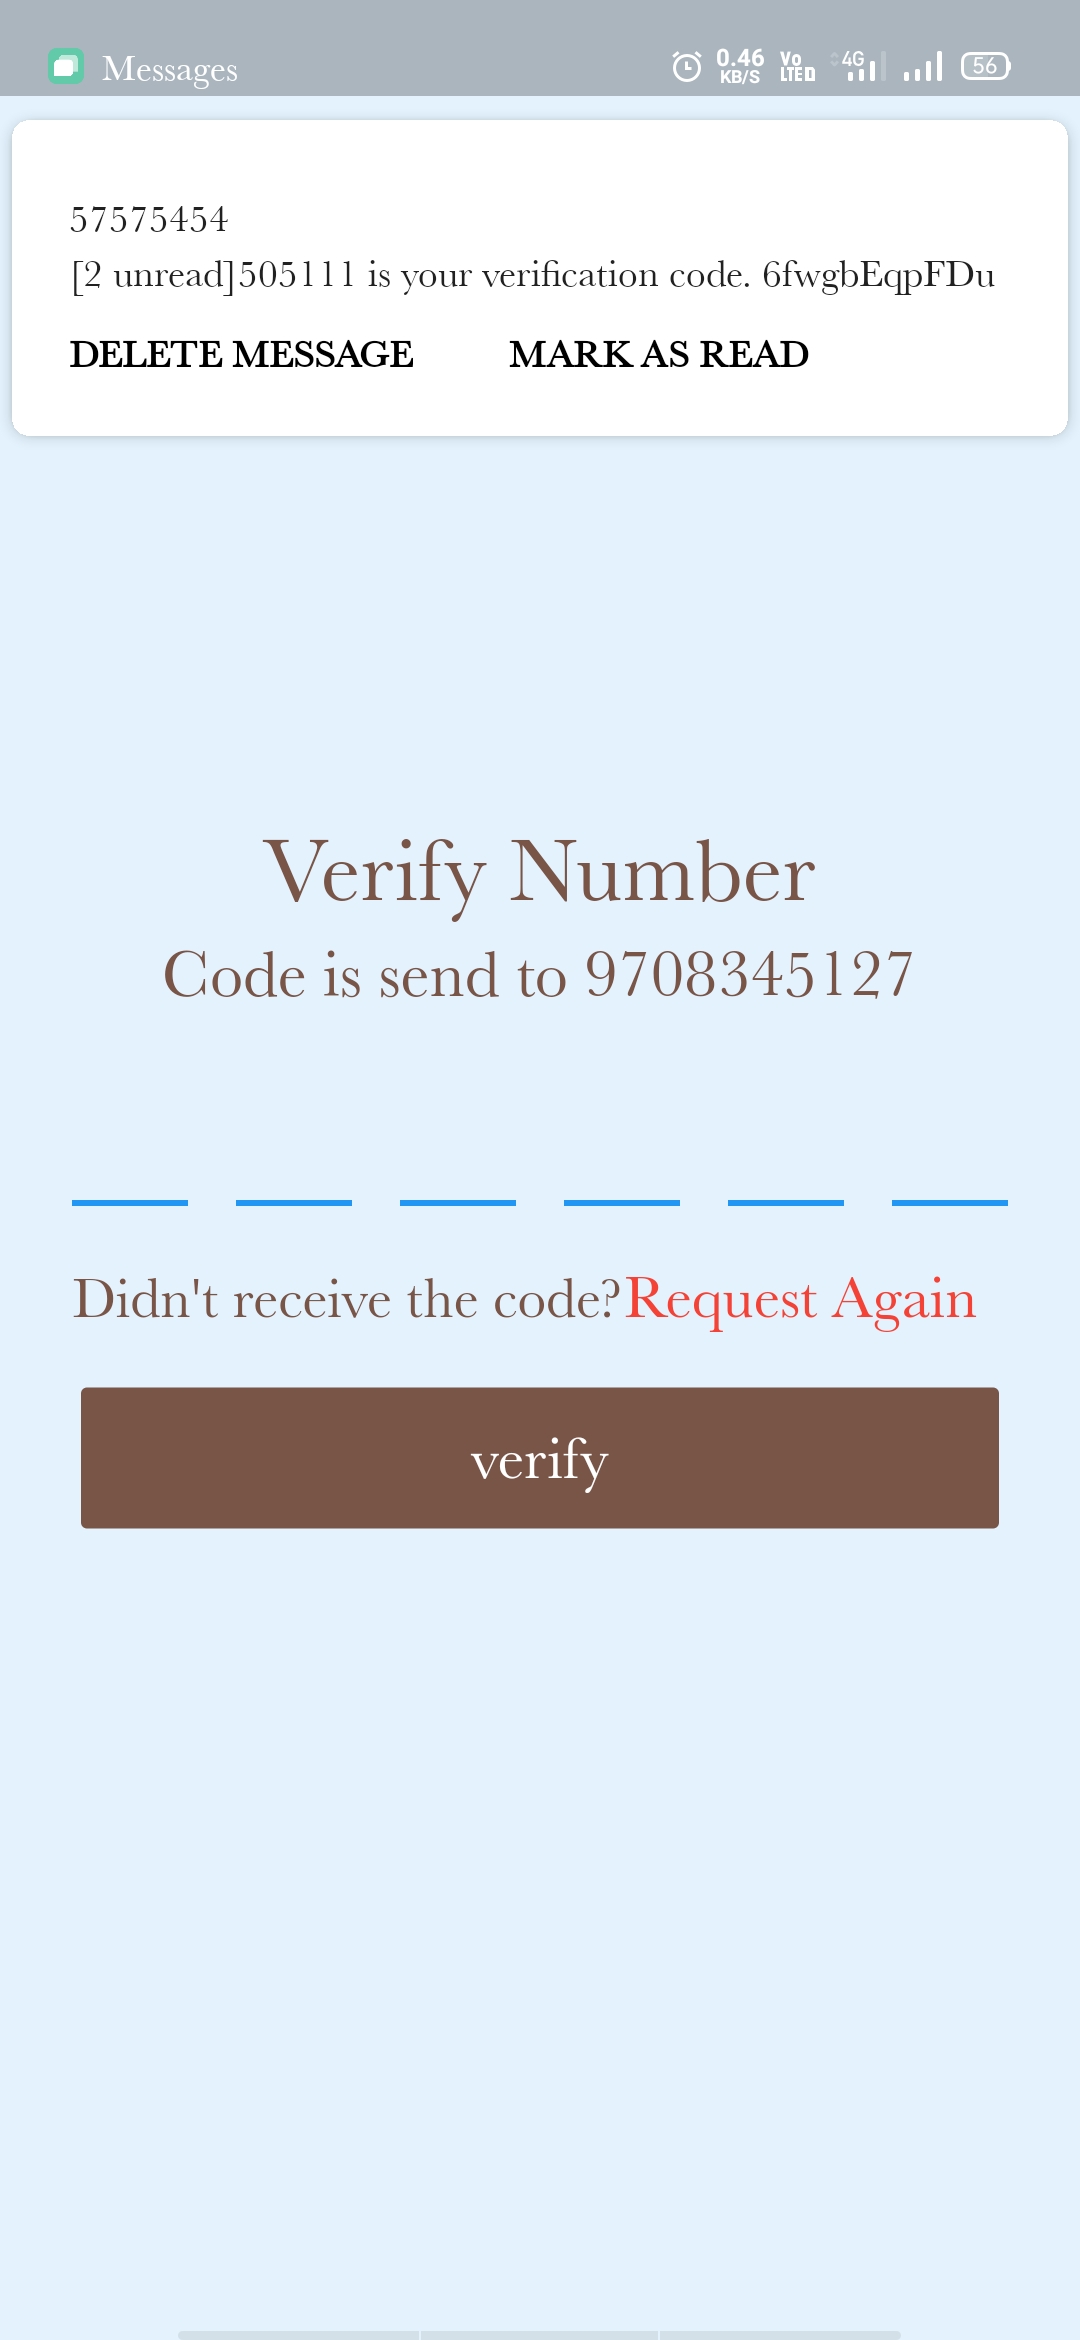 Messages
0.46
KB/S
Vo
LTE D
4G
56
57575454
[2 unread]505111 is your verification code. 6fwgbEqpFDu
DELETE MESSAGE MARK AS READ
Verify Number
Code is send to 9708345127
Didn't receive the code?Request Again
verify